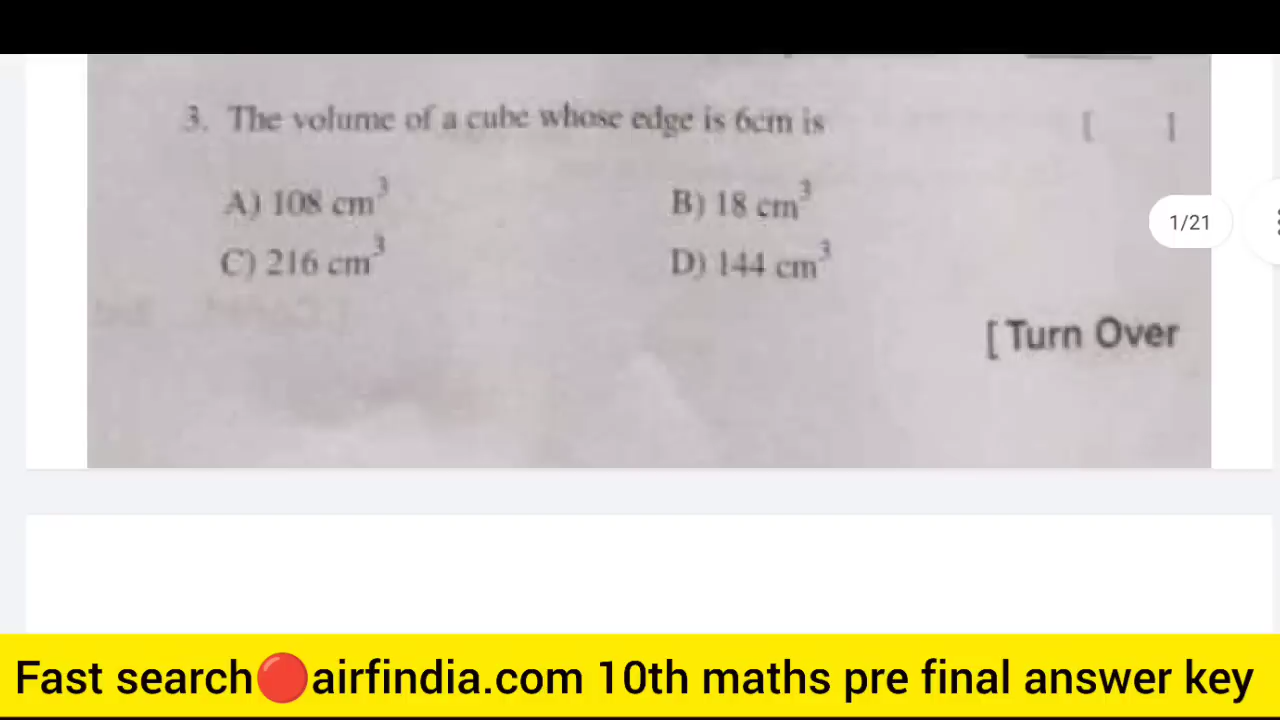 3. The volume of a cube whose edge is 6cm is [ ]
A) 108 cm³ B) 18 cm³
C) 216 cm³ D) 144 cm³
1/21
[ Turn Over
Fast search🔴airfindia.com 10th maths pre final answer key